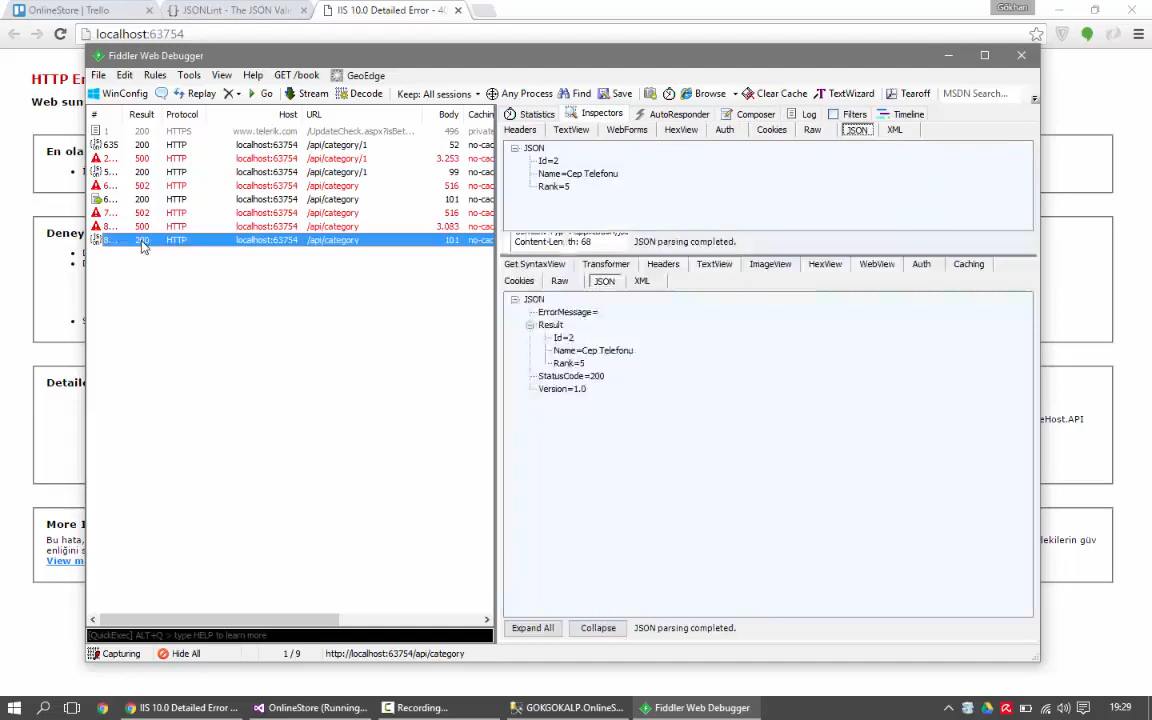 OnlineStore | Trello
JSONLint - The JSON Vali
IIS 10.0 Detailed Error - 40
Gökhan
localhost:63754
HTTP Er
Web sun
En ola
Deney
Detaile
eHost.API
More I
Bu hata,
enliğini s
lekilerin güv
View m
Fiddler Web Debugger
File Edit Rules Tools View Help GET /book GeoEdge
WinConfig Replay Go Stream Decode Keep: All sessions Any Process Find Save Browse Clear Cache TextWizard Tearoff MSDN Search...
# Result Protocol Host URL Body Caching
1 200 HTTPS www.telerik.com /UpdateCheck.aspx?isBet... 496 private
635 200 HTTP localhost:63754 /api/category/1 52 no-cac
2... 500 HTTP localhost:63754 /api/category/1 3.253 no-cac
5... 200 HTTP localhost:63754 /api/category/1 99 no-cac
6... 502 HTTP localhost:63754 /api/category 516 no-cac
6... 200 HTTP localhost:63754 /api/category 101 no-cac
7... 502 HTTP localhost:63754 /api/category 516 no-cac
8... 500 HTTP localhost:63754 /api/category 3.083 no-cac
8... 200 HTTP localhost:63754 /api/category 101 no-cac
[QuickExec] ALT+Q > type HELP to learn more
Capturing Hide All 1 / 9 http://localhost:63754/api/category
Statistics Inspectors AutoResponder Composer Log Filters Timeline
Headers TextView WebForms HexView Auth Cookies Raw JSON XML
JSON
Id=2
Name=Cep Telefonu
Rank=5
Content-Len th: 68 JSON parsing completed.
Get SyntaxView Transformer Headers TextView ImageView HexView WebView Auth Caching
Cookies Raw JSON XML
JSON
ErrorMessage=
Result
Id=2
Name=Cep Telefonu
Rank=5
StatusCode=200
Version=1.0
Expand All Collapse JSON parsing completed.
IIS 10.0 Detailed Error ... OnlineStore (Running... Recording... GOKGOKALP.OnlineS... Fiddler Web Debugger 19:29